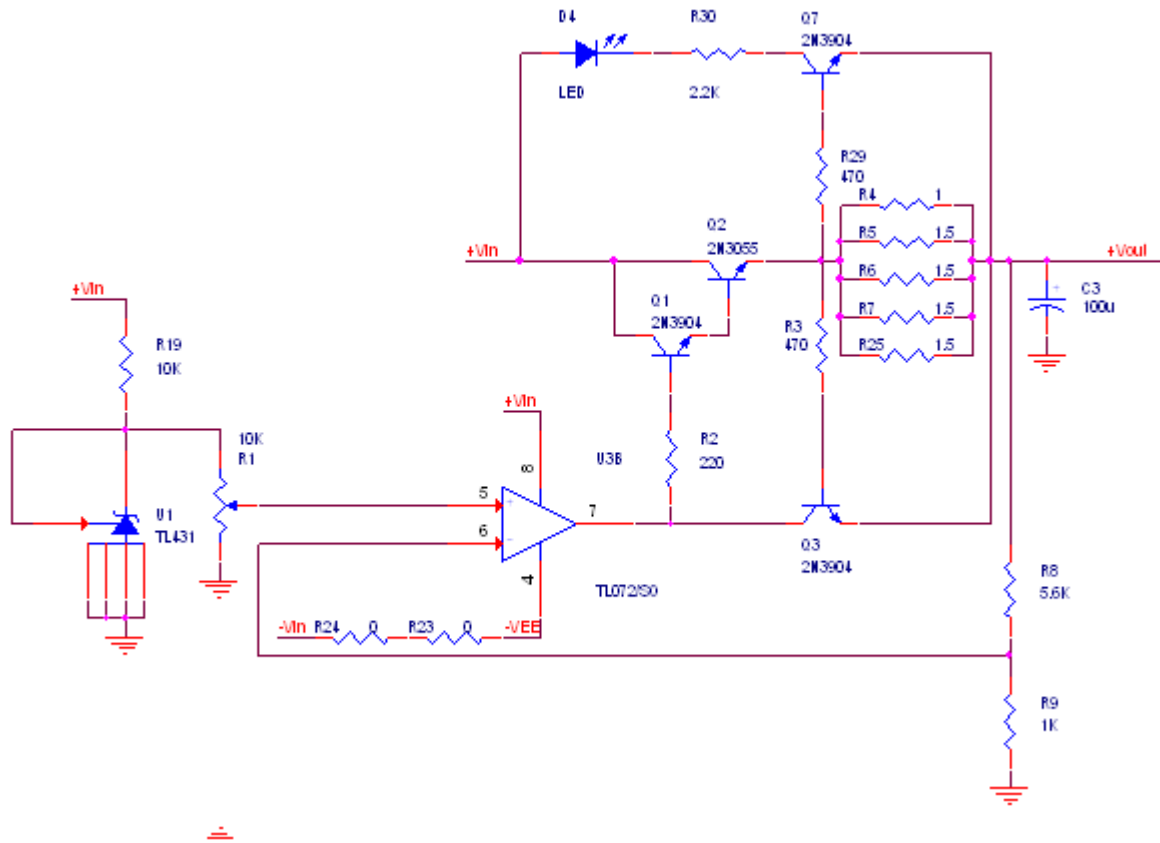 D4
R30
Q7
2N3904
LED
2.2K
R29
470
R4 1
Q2
2N3055
R5 1.5
+Vin
+Vout
R6 1.5
+Vin
Q1
2N3904
C3
100u
R7 1.5
R3
470
R19
10K
R25 1.5
+Vin
10K
R1
R2
220
U3B
8
5
+
7
U1
TL431
6
-
Q3
2N3904
4
TL072/SO
R8
5.6K
-Vin R24 0 R23 0 -VEE
R9
1K